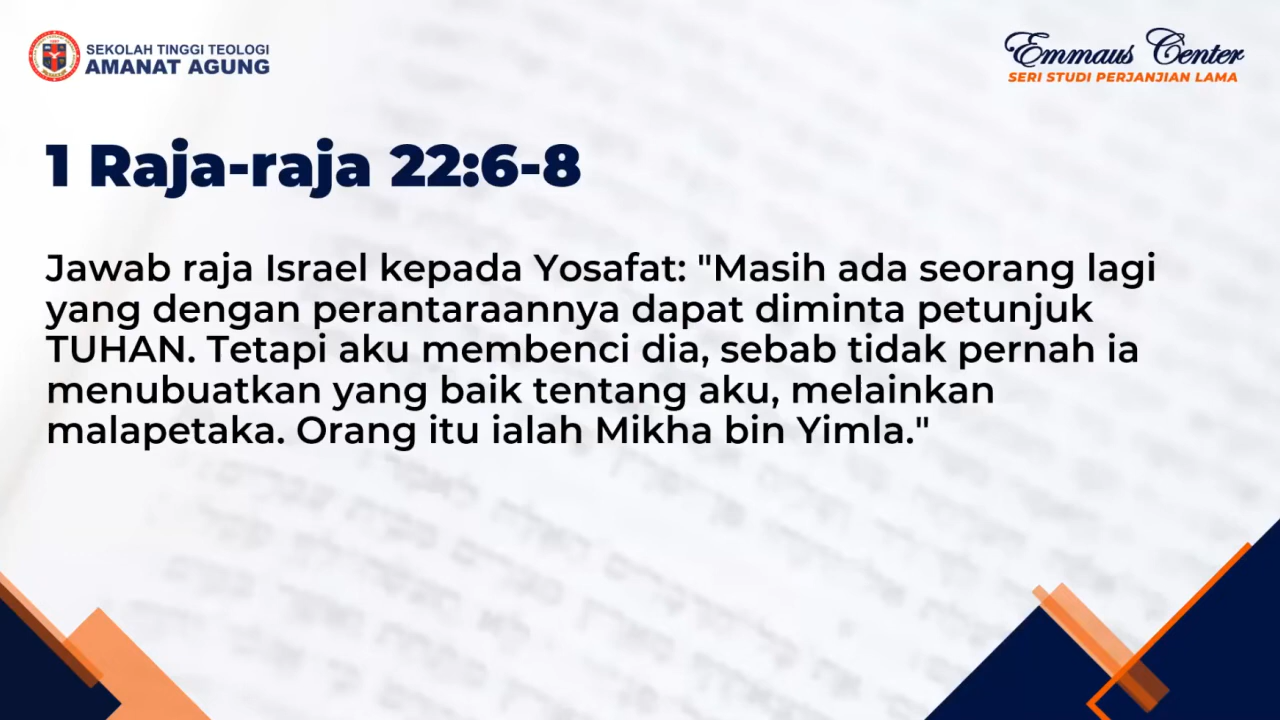 SEKOLAH TINGGI TEOLOGI
AMANAT AGUNG
Emmaus Center
SERI STUDI PERJANJIAN LAMA
1 Raja-raja 22:6-8
Jawab raja Israel kepada Yosafat: "Masih ada seorang lagi
yang dengan perantaraannya dapat diminta petunjuk
TUHAN. Tetapi aku membenci dia, sebab tidak pernah ia
menubuatkan yang baik tentang aku, melainkan
malapetaka. Orang itu ialah Mikha bin Yimla."